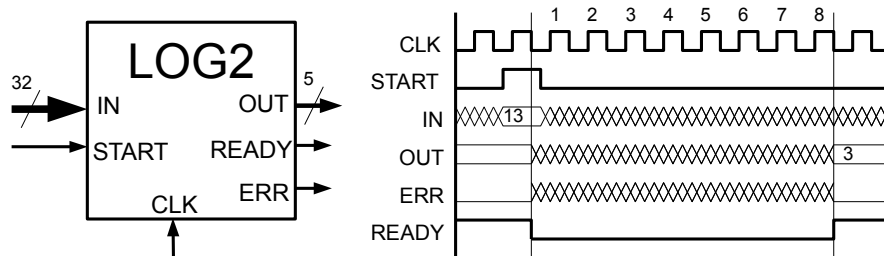 LOG2
32
IN
START
OUT
5
READY
ERR
CLK
1 2 3 4 5 6 7 8
CLK
START
IN 13
OUT 3
ERR
READY